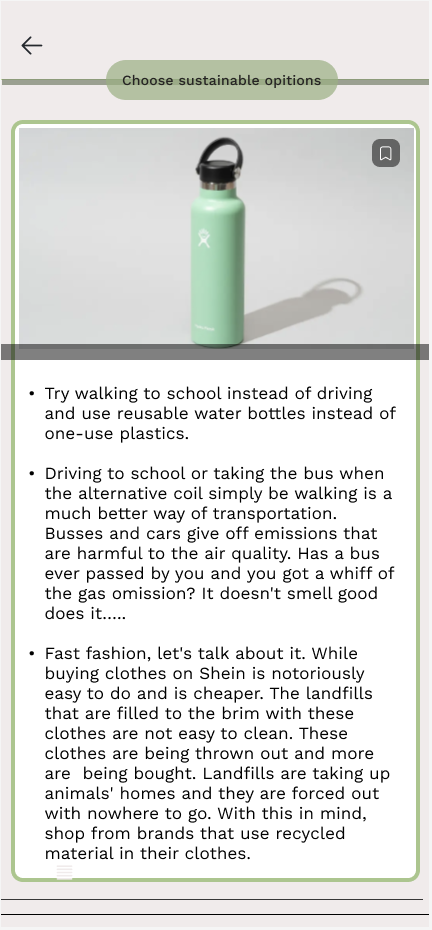 Choose sustainable opitions
• Try walking to school instead of driving
and use reusable water bottles instead of
one-use plastics.
• Driving to school or taking the bus when
the alternative coil simply be walking is a
much better way of transportation.
Busses and cars give off emissions that
are harmful to the air quality. Has a bus
ever passed by you and you got a whiff of
the gas omission? It doesn't smell good
does it.....
• Fast fashion, let's talk about it. While
buying clothes on Shein is notoriously
easy to do and is cheaper. The landfills
that are filled to the brim with these
clothes are not easy to clean. These
clothes are being thrown out and more
are  being bought. Landfills are taking up
animals' homes and they are forced out
with nowhere to go. With this in mind,
shop from brands that use recycled
material in their clothes.